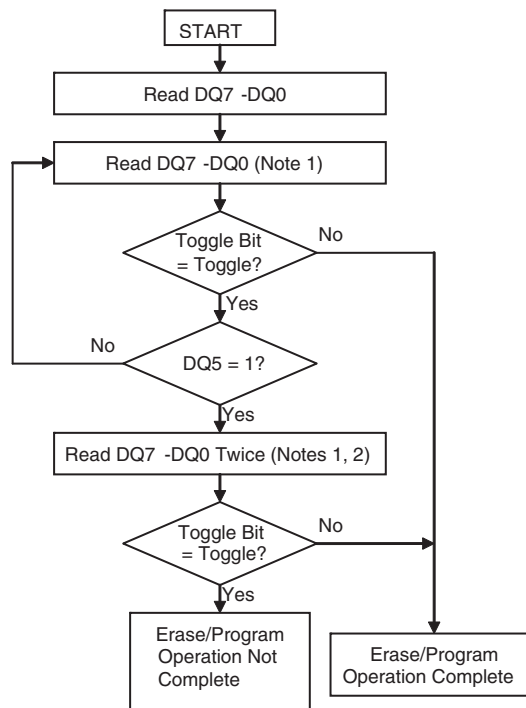 START
Read DQ7 -DQ0
Read DQ7 -DQ0 (Note 1)
Toggle Bit
= Toggle?
No
Yes
No
DQ5 = 1?
Yes
Read DQ7 -DQ0 Twice (Notes 1, 2)
Toggle Bit
= Toggle?
No
Yes
Erase/Program
Operation Not
Complete
Erase/Program
Operation Complete